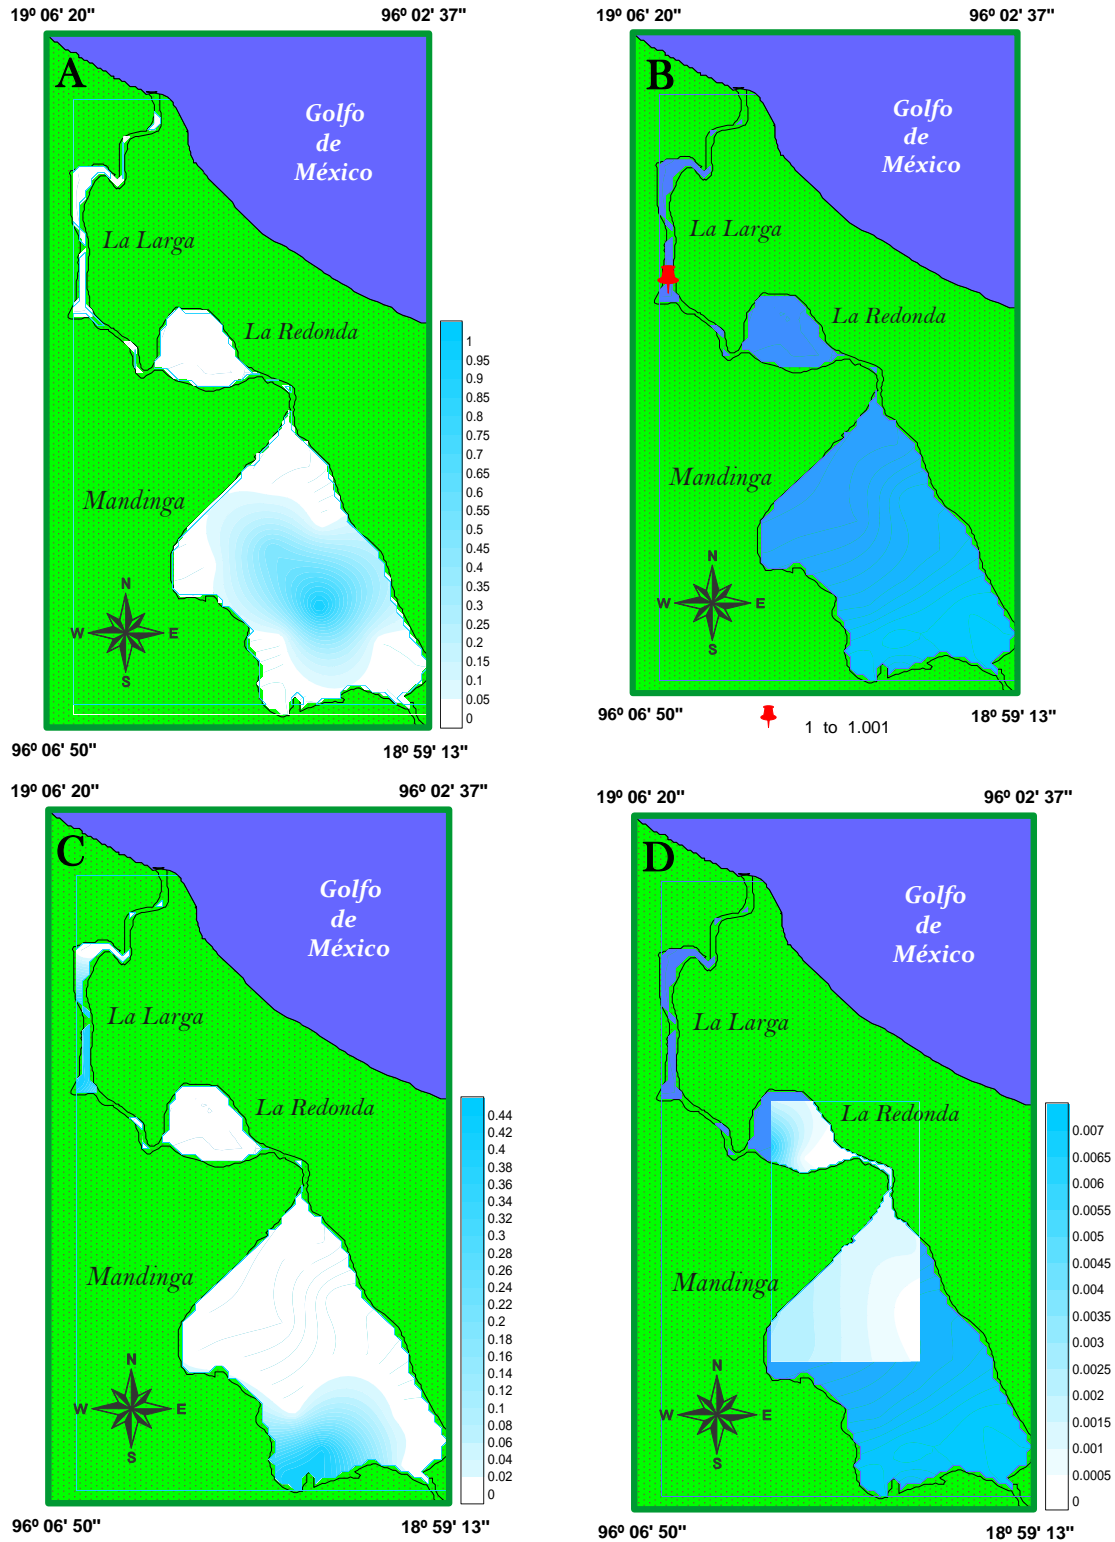 19º 06' 20" 96º 02' 37"
A
Golfo
de
México
La Larga
La Redonda
Mandinga
N
W E
S
1
0.95
0.9
0.85
0.8
0.75
0.65
0.6
0.55
0.5
0.45
0.4
0.35
0.3
0.25
0.2
0.15
0.1
0.05
0
96º 06' 50" 18º 59' 13"
19º 06' 20" 96º 02' 37"
B
Golfo
de
México
La Larga
La Redonda
Mandinga
N
W E
S
96º 06' 50" 18º 59' 13"
1 to 1.001
19º 06' 20" 96º 02' 37"
C
Golfo
de
México
La Larga
La Redonda
Mandinga
N
W E
S
0.44
0.42
0.4
0.38
0.36
0.34
0.32
0.3
0.28
0.26
0.24
0.22
0.2
0.18
0.16
0.14
0.12
0.1
0.08
0.06
0.04
0.02
0
96º 06' 50" 18º 59' 13"
19º 06' 20" 96º 02' 37"
D
Golfo
de
México
La Larga
La Redonda
Mandinga
N
W E
S
0.007
0.0065
0.006
0.0055
0.005
0.0045
0.004
0.0035
0.003
0.0025
0.002
0.0015
0.001
0.0005
0
96º 06' 50" 18º 59' 13"